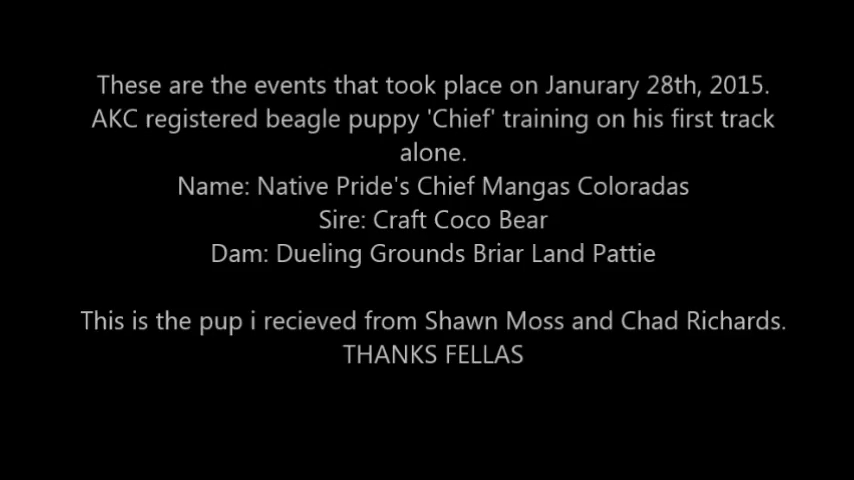 These are the events that took place on Janurary 28th, 2015.
AKC registered beagle puppy 'Chief' training on his first track
alone.
Name: Native Pride's Chief Mangas Coloradas
Sire: Craft Coco Bear
Dam: Dueling Grounds Briar Land Pattie
This is the pup i recieved from Shawn Moss and Chad Richards.
THANKS FELLAS